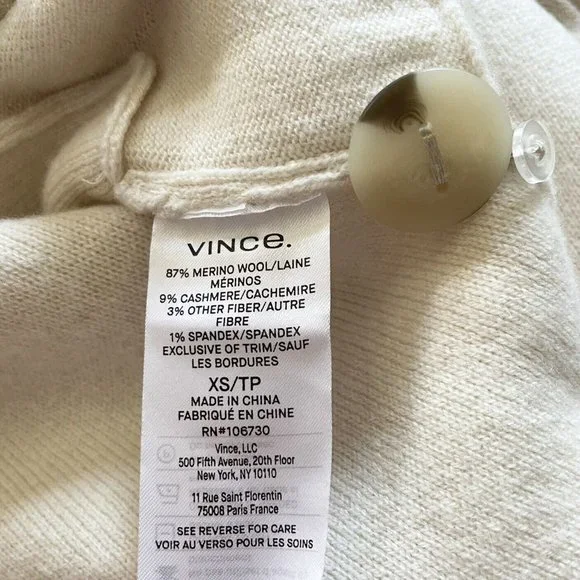 VINCe.
87% MERINO WOOL/LAINE
MÉRINOS
9% CASHMERE/CACHEMIRE
3% OTHER FIBER/AUTRE
FIBRE
1% SPANDEX/SPANDEX
EXCLUSIVE OF TRIM/SAUF
LES BORDURES
XS/TP
MADE IN CHINA
FABRIQUÉ EN CHINE
RN#106730
Vince, LLC
500 Fifth Avenue, 20th Floor
New York, NY 10110
11 Rue Saint Florentin
75008 Paris France
SEE REVERSE FOR CARE
VOIR AU VERSO POUR LES SOINS